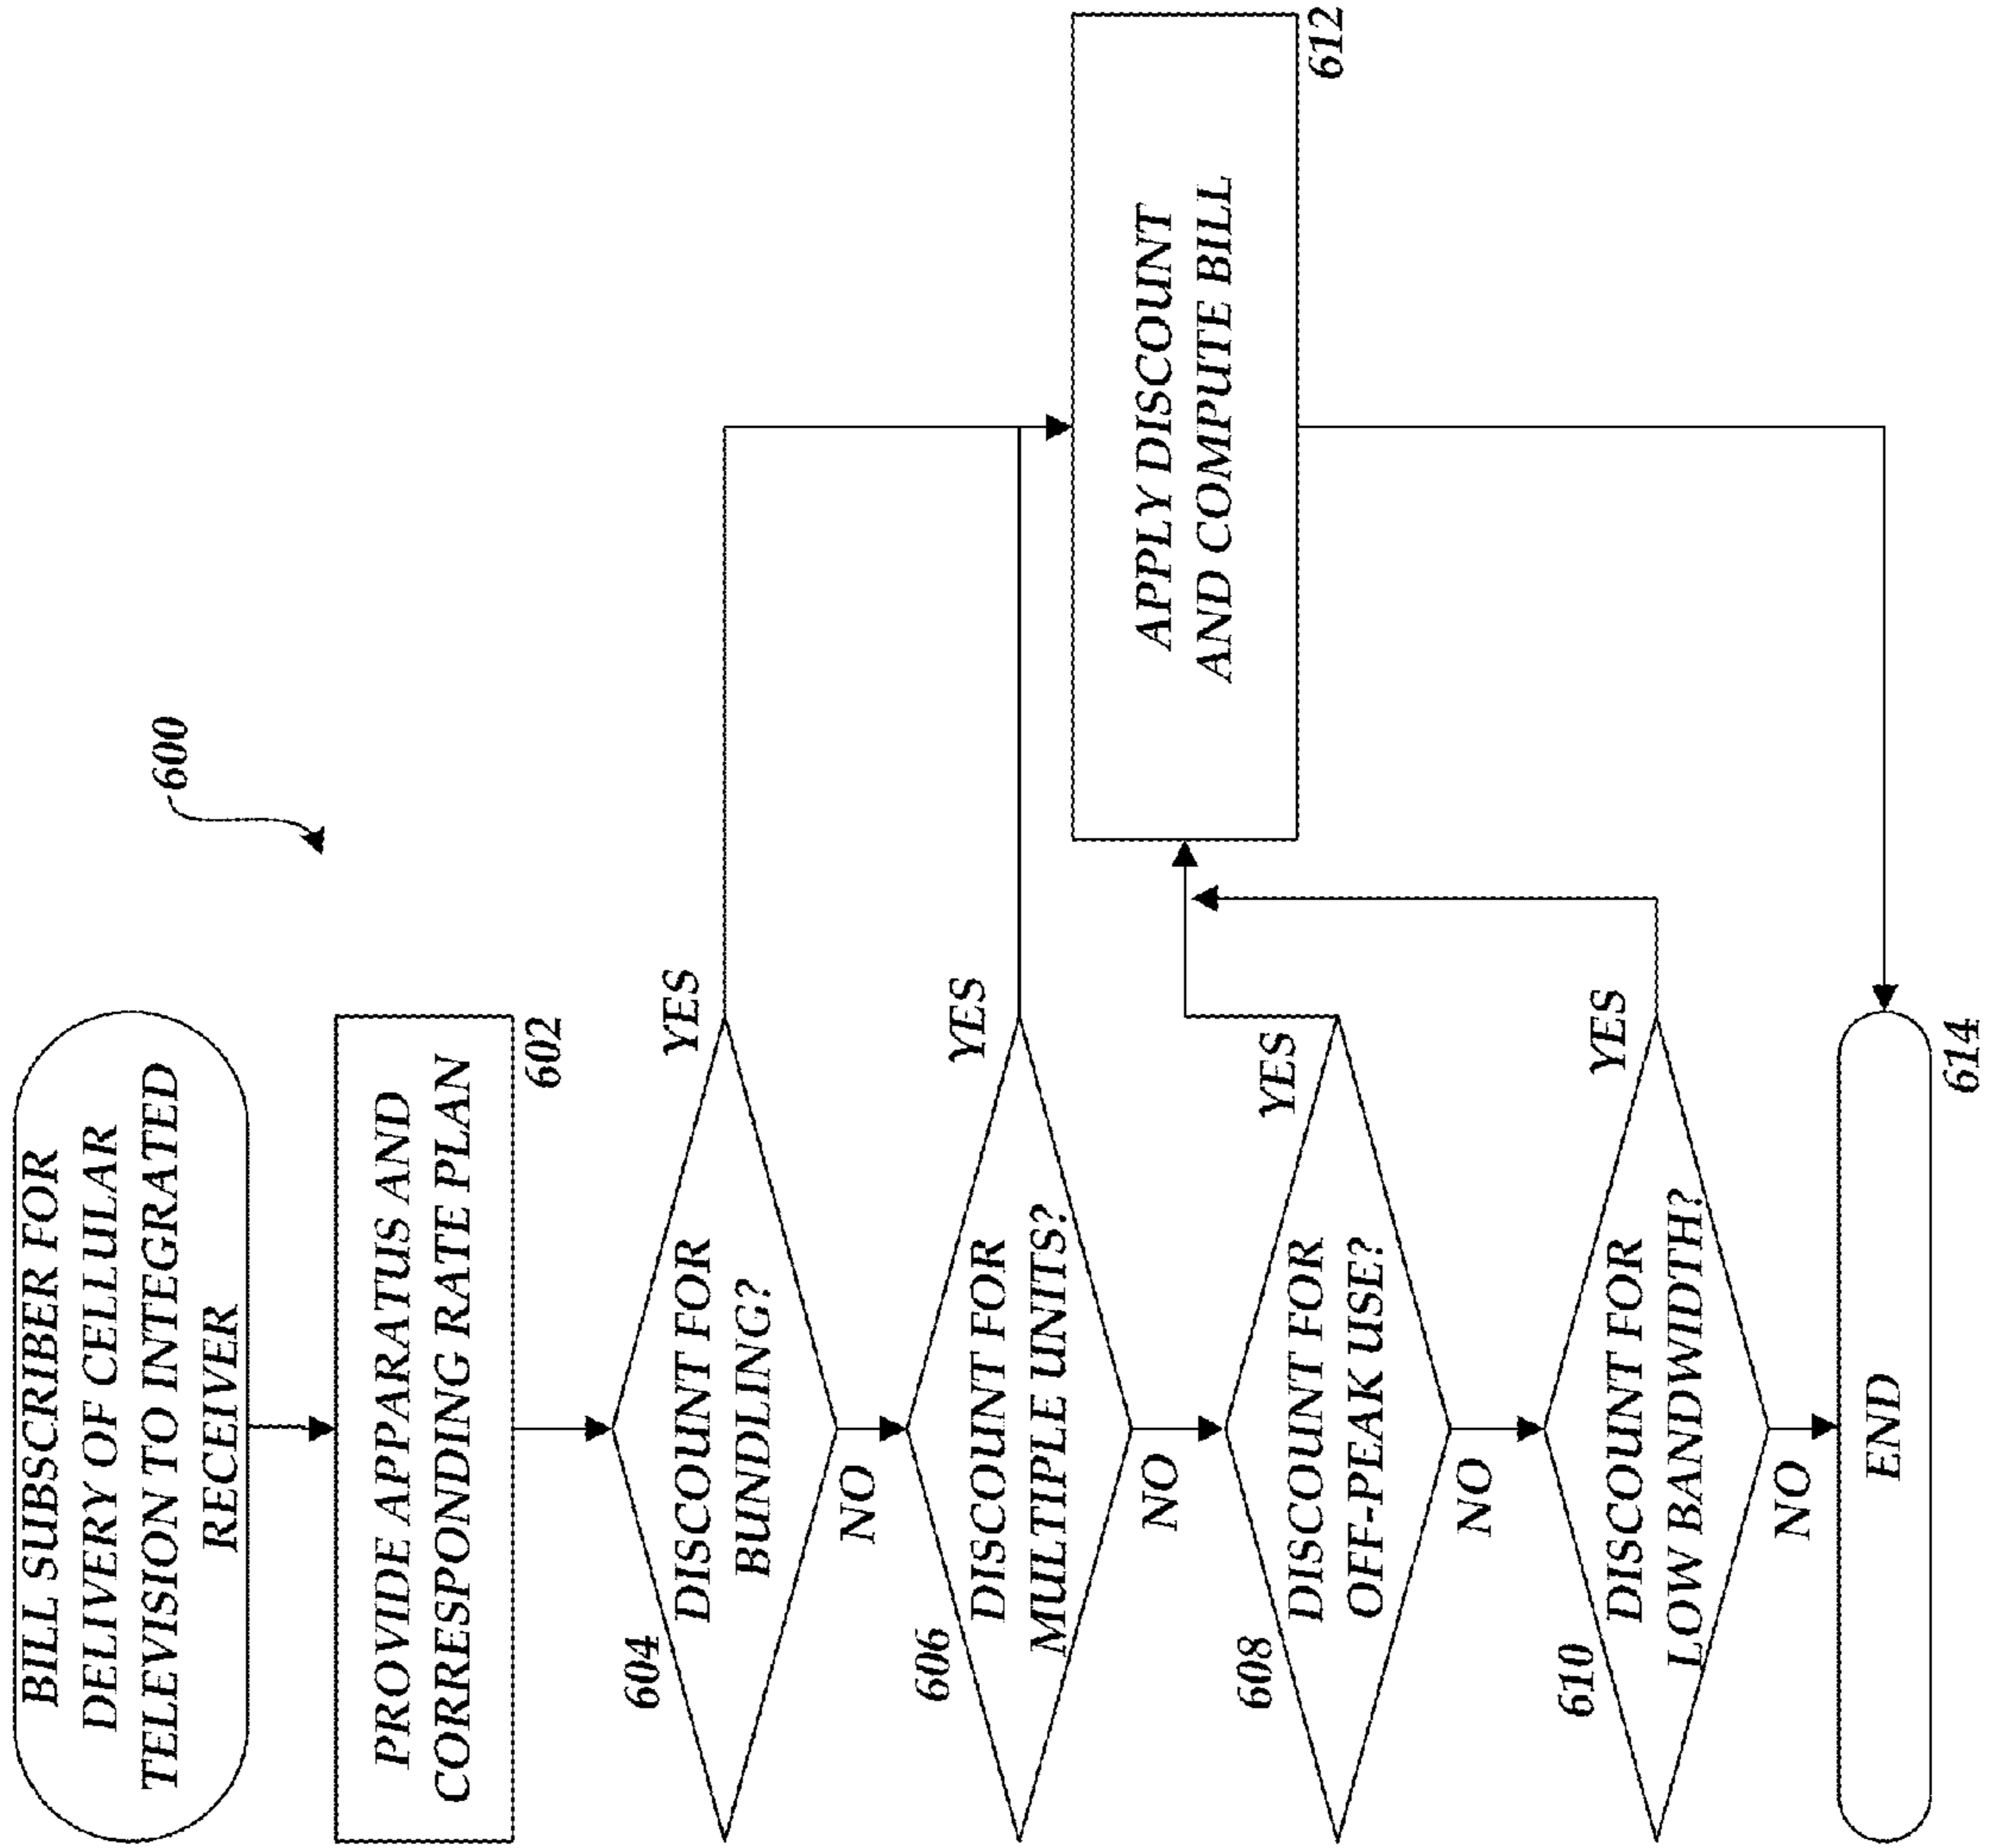 BILL SUBSCRIBER FOR
DELIVERY OF CELLULAR
TELEVISION TO INTEGRATED
RECEIVER
600
PROVIDE APPARATUS AND
CORRESPONDING RATE PLAN
602
604
DISCOUNT FOR
BUNDLING?
YES
NO
606
DISCOUNT FOR
MULTIPLE UNITS?
YES
NO
608
DISCOUNT FOR
OFF-PEAK USE?
YES
NO
610
DISCOUNT FOR
LOW BANDWIDTH?
YES
NO
APPLY DISCOUNT
AND COMPUTE BILL
612
END
614